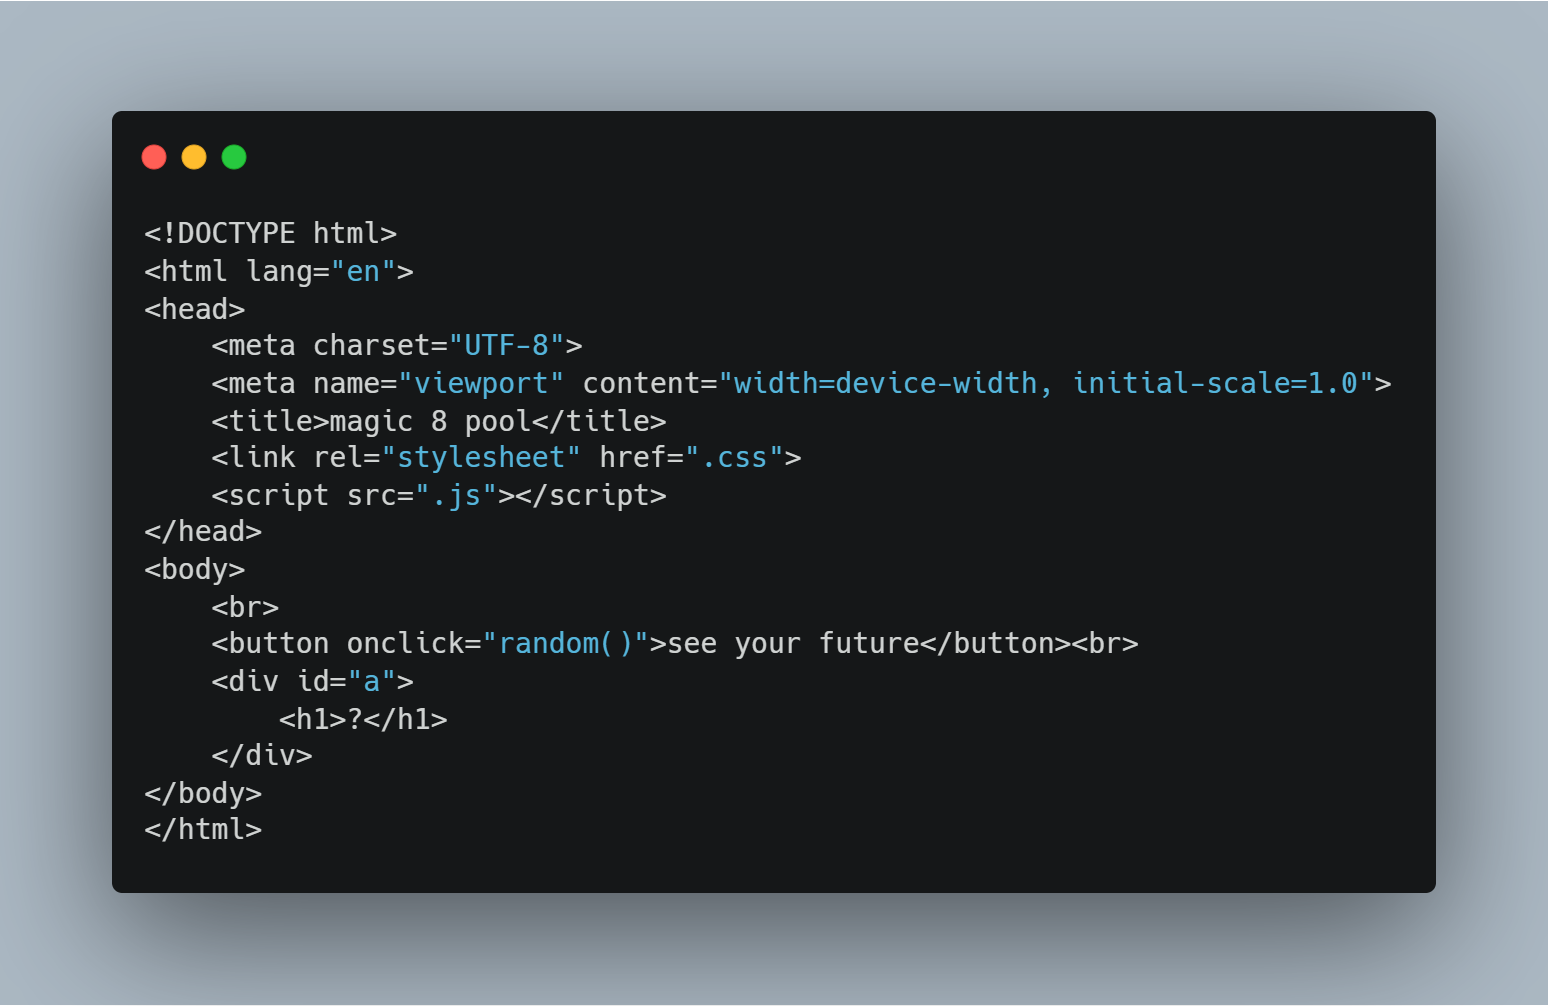 <!DOCTYPE html>
<html lang="en">
<head>
    <meta charset="UTF-8">
    <meta name="viewport" content="width=device-width, initial-scale=1.0">
    <title>magic 8 pool</title>
    <link rel="stylesheet" href=".css">
    <script src=".js"></script>
</head>
<body>
    <br>
    <button onclick="random()">see your future</button><br>
    <div id="a">
        <h1>?</h1>
    </div>
</body>
</html>